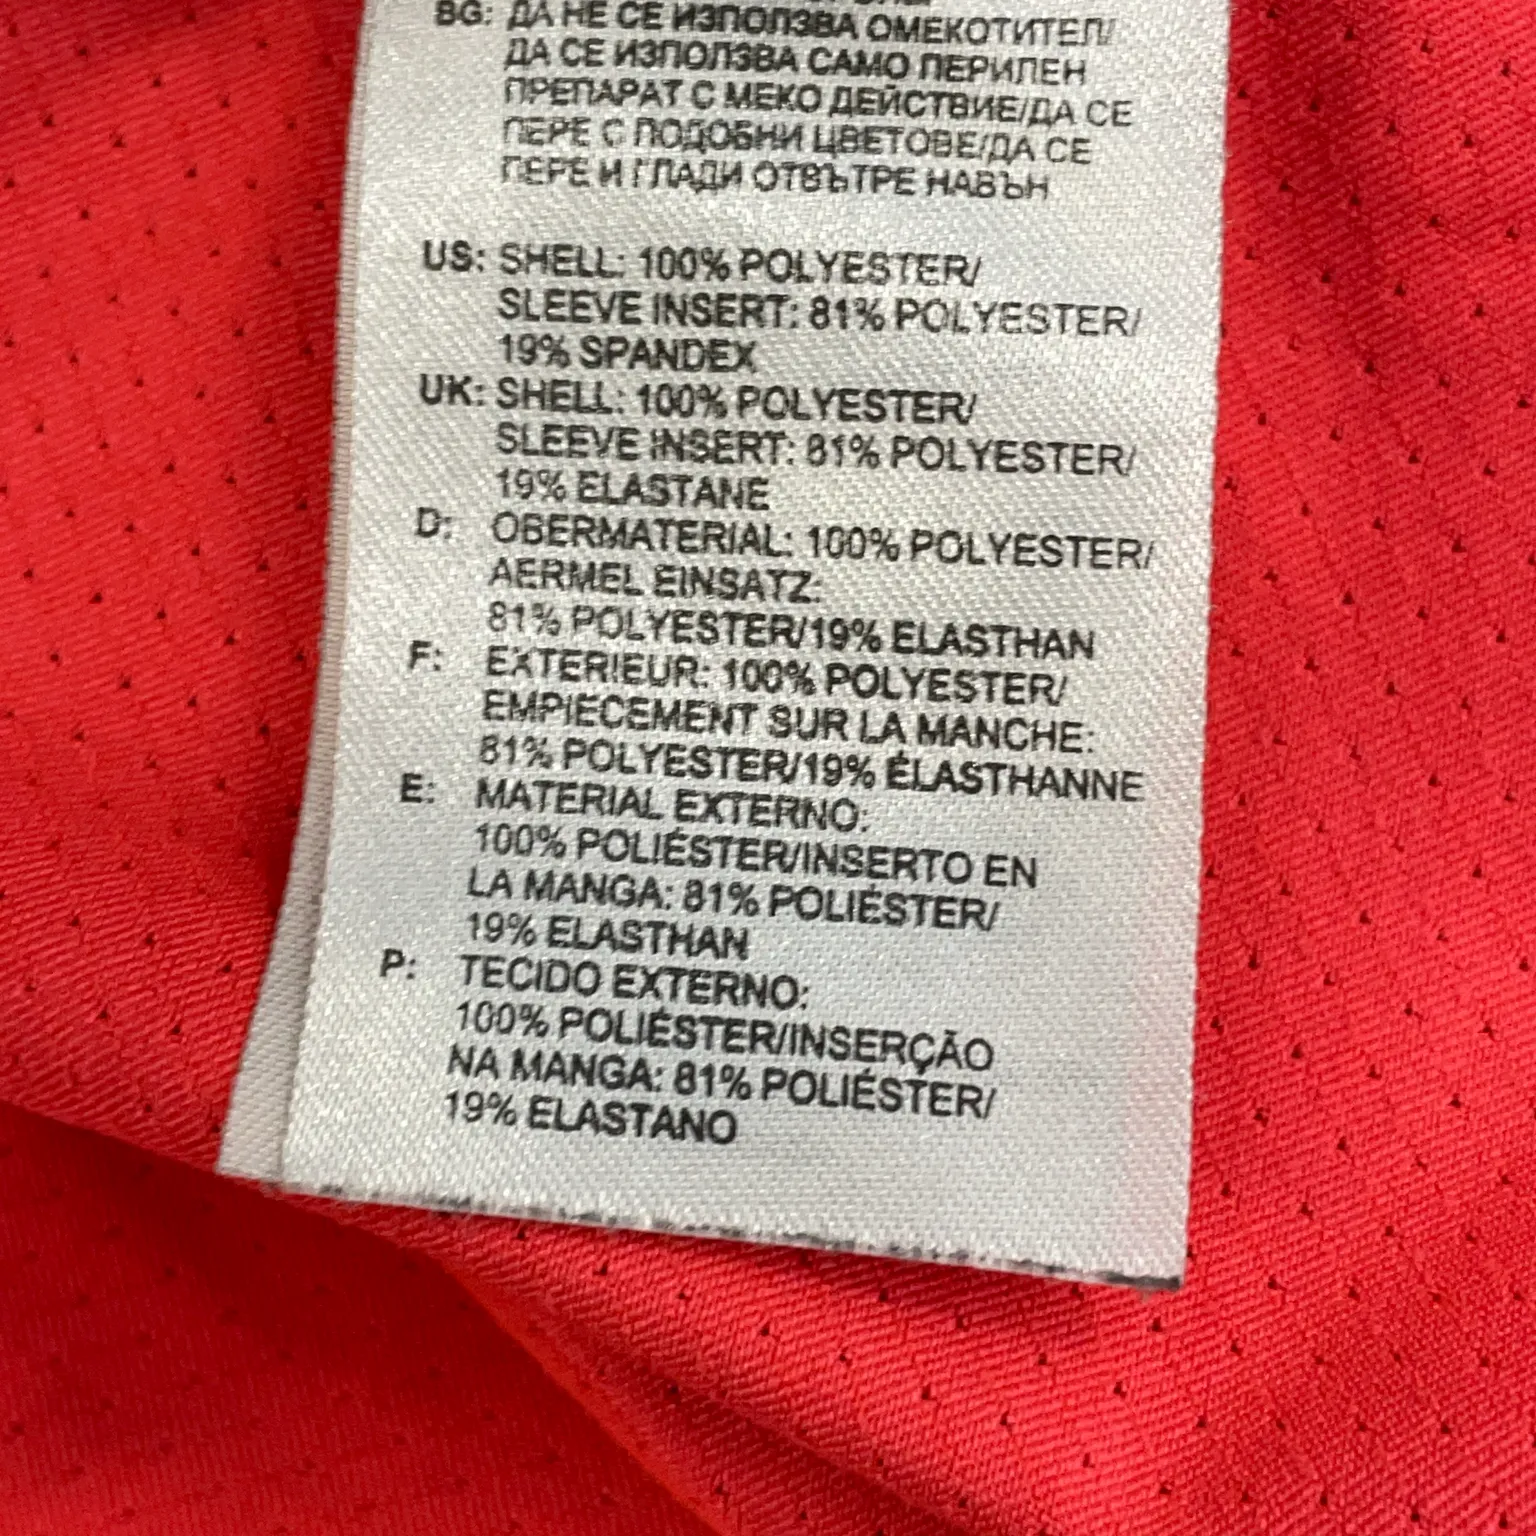 BG: ДА НЕ СЕ ИЗПОЛЗВА ОМЕКОТИТЕЛ/
ДА СЕ ИЗПОЛЗВА САМО ПЕРИЛЕН
ПРЕПАРАТ С МЕКО ДЕЙСТВИЕ/ДА СЕ
ПЕРЕ С ПОДОБНИ ЦВЕТОВЕ/ДА СЕ
ПЕРЕ И ГЛАДИ ОТВЪТРЕ НАВЪН
US: SHELL: 100% POLYESTER/
SLEEVE INSERT: 81% POLYESTER/
19% SPANDEX
UK: SHELL: 100% POLYESTER/
SLEEVE INSERT: 81% POLYESTER/
19% ELASTANE
D: OBERMATERIAL: 100% POLYESTER/
AERMEL EINSATZ:
81% POLYESTER/19% ELASTHAN
F: EXTERIEUR: 100% POLYESTER/
EMPIECEMENT SUR LA MANCHE:
81% POLYESTER/19% ÉLASTHANNE
E: MATERIAL EXTERNO:
100% POLIÉSTER/INSERTO EN
LA MANGA: 81% POLIÉSTER/
19% ELASTHAN
P: TECIDO EXTERNO:
100% POLIÉSTER/INSERÇÃO
NA MANGA: 81% POLIÉSTER/
19% ELASTANO